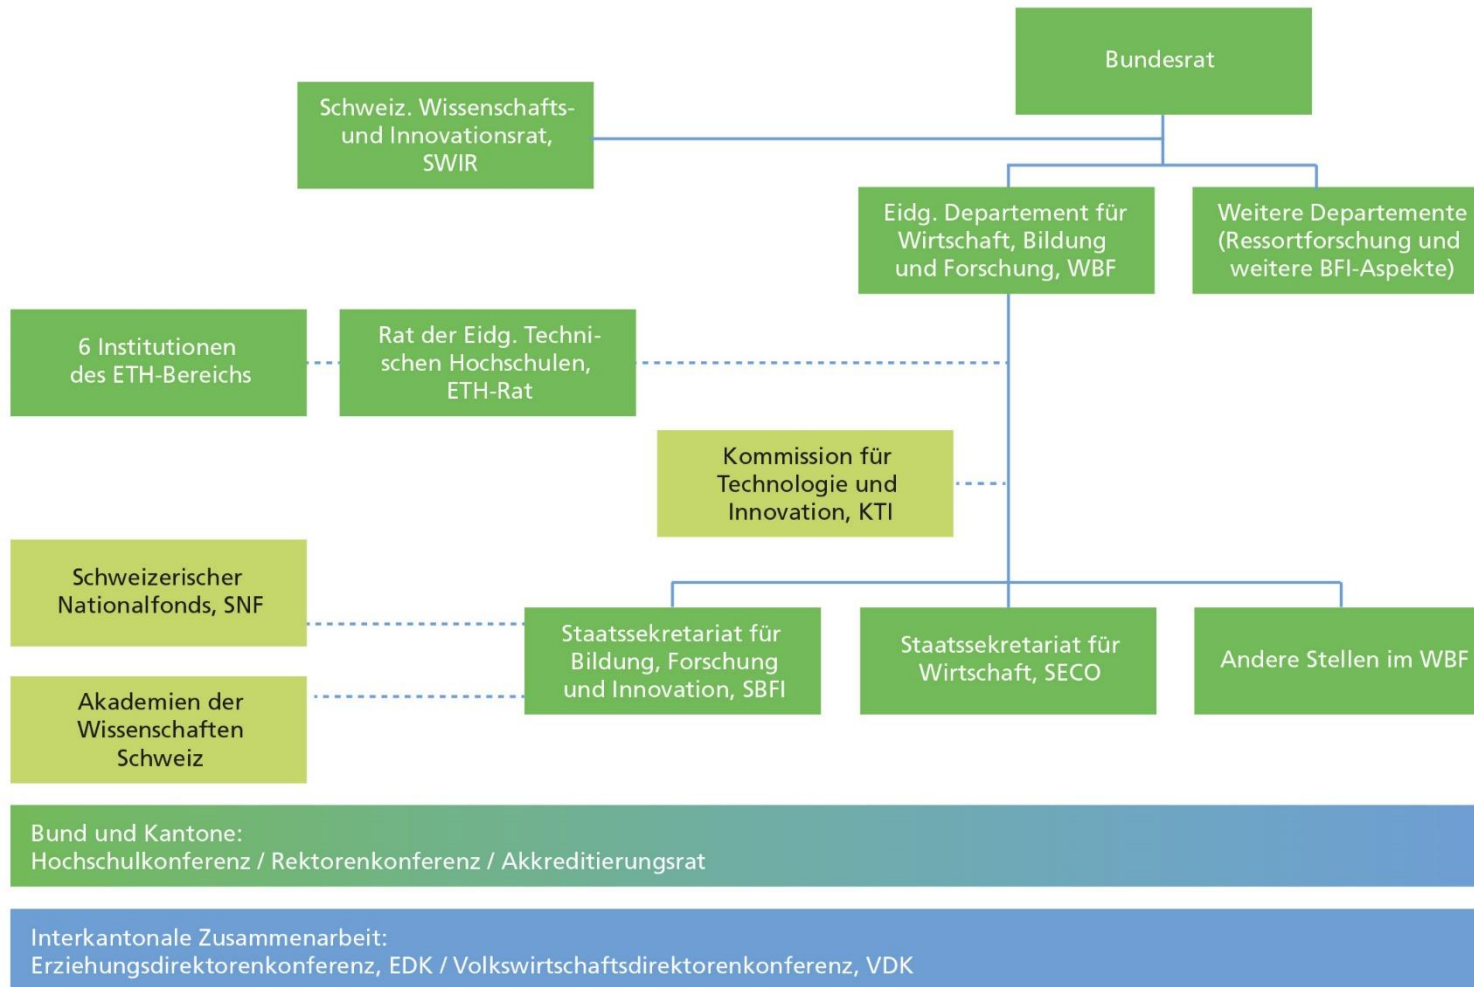 Bundesrat
Schweiz. Wissenschafts-
und Innovationsrat,
SWIR
Eidg. Departement für
Wirtschaft, Bildung
und Forschung, WBF
Weitere Departemente
(Ressortforschung und
weitere BFI-Aspekte)
6 Institutionen
des ETH-Bereichs
Rat der Eidg. Techni-
schen Hochschulen,
ETH-Rat
Kommission für
Technologie und
Innovation, KTI
Schweizerischer
Nationalfonds, SNF
Staatssekretariat für
Bildung, Forschung
und Innovation, SBFI
Staatssekretariat für
Wirtschaft, SECO
Andere Stellen im WBF
Akademien der
Wissenschaften
Schweiz
Bund und Kantone:
Hochschulkonferenz / Rektorenkonferenz / Akkreditierungsrat
Interkantonale Zusammenarbeit:
Erziehungsdirektorenkonferenz, EDK / Volkswirtschaftsdirektorenkonferenz, VDK